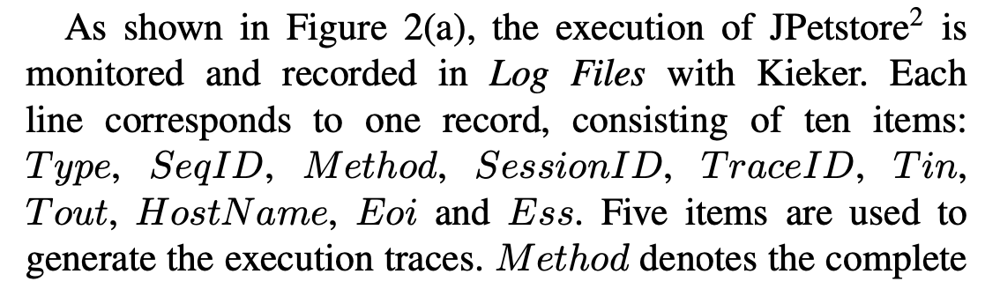 As shown in Figure 2(a), the execution of JPetstore² is
monitored and recorded in Log Files with Kieker. Each
line corresponds to one record, consisting of ten items:
Type, SeqID, Method, SessionID, TraceID, Tin,
Tout, HostName, Eoi and Ess. Five items are used to
generate the execution traces. Method denotes the complete